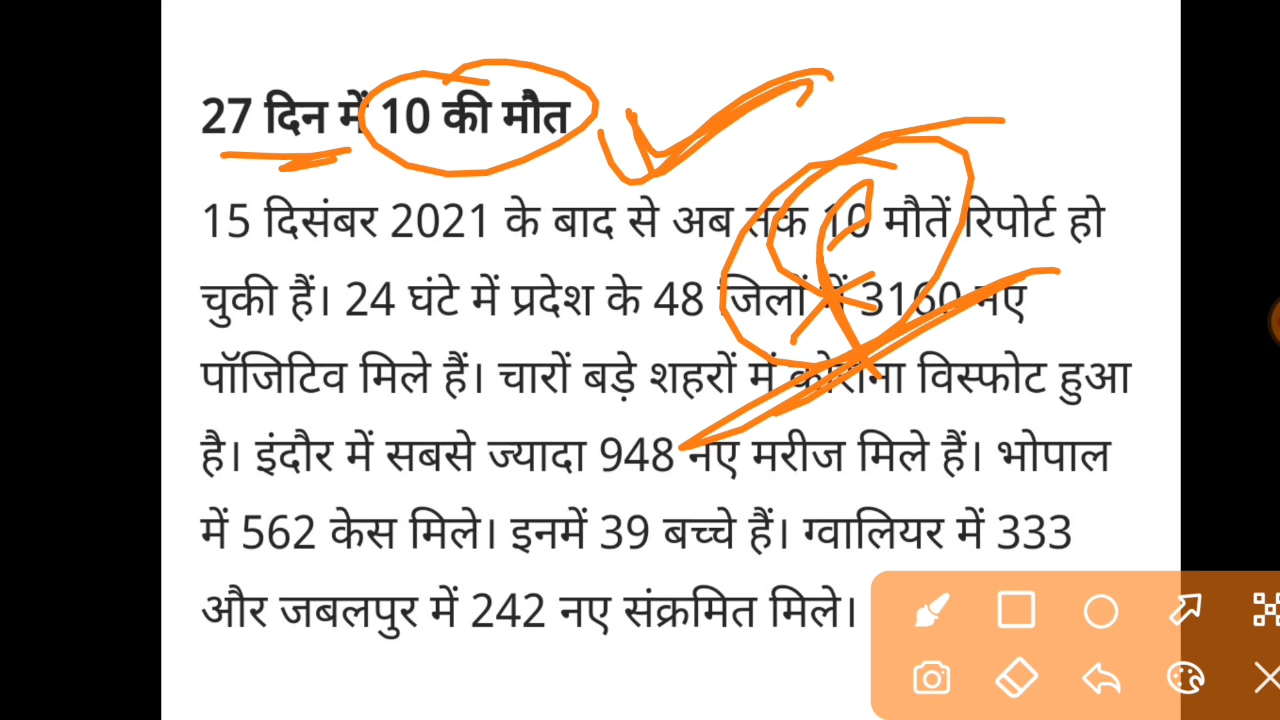 27 दिन में 10 की मौत
15 दिसंबर 2021 के बाद से अब तक 10 मौतें रिपोर्ट हो
चुकी हैं। 24 घंटे में प्रदेश के 48 जिलों में 3160 नए
पॉजिटिव मिले हैं। चारों बड़े शहरों में कोरोना विस्फोट हुआ
है। इंदौर में सबसे ज्यादा 948 नए मरीज मिले हैं। भोपाल
में 562 केस मिले। इनमें 39 बच्चे हैं। ग्वालियर में 333
और जबलपुर में 242 नए संक्रमित मिले।